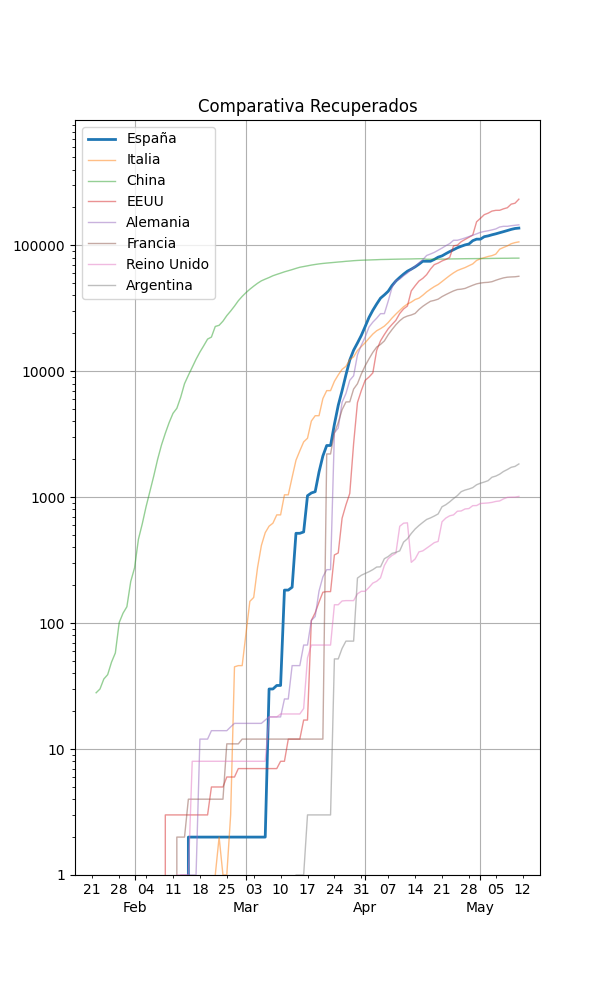 Comparativa Recuperados
España
Italia
China
EEUU
Alemania
Francia
Reino Unido
Argentina
100000
10000
1000
100
10
1
21 28 04 11 18 25 03 10 17 24 31 07 14 21 28 05 12
Feb Mar Apr May